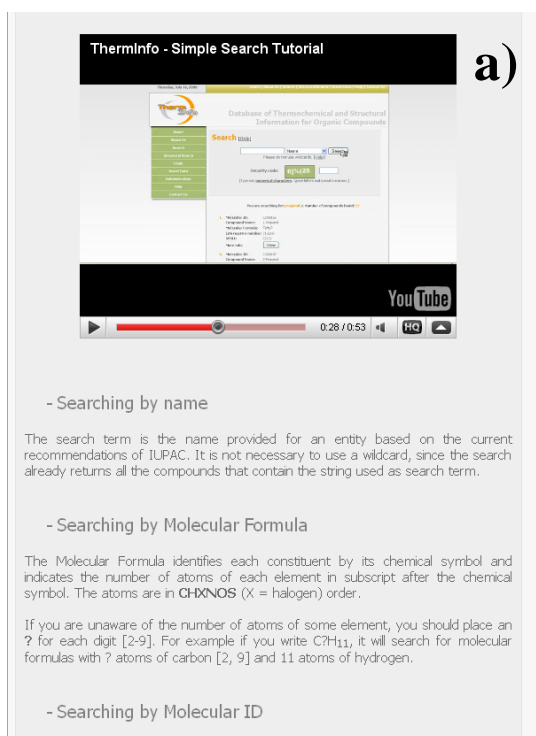 ThermInfo - Simple Search Tutorial
a)
Database of Thermochemical and Structural
Information for Organic Compounds
Search
Name
Security code:
YouTube
0:28 / 0:53
HQ
- Searching by name
The search term is the name provided for an entity based on the current
recommendations of IUPAC. It is not necessary to use a wildcard, since the search
already returns all the compounds that contain the string used as search term.
- Searching by Molecular Formula
The Molecular Formula identifies each constituent by its chemical symbol and
indicates the number of atoms of each element in subscript after the chemical
symbol. The atoms are in CHXNOS (X = halogen) order.
If you are unaware of the number of atoms of some element, you should place an
? for each digit [2-9]. For example if you write C?H₁₁, it will search for molecular
formulas with ? atoms of carbon [2, 9] and 11 atoms of hydrogen.
- Searching by Molecular ID